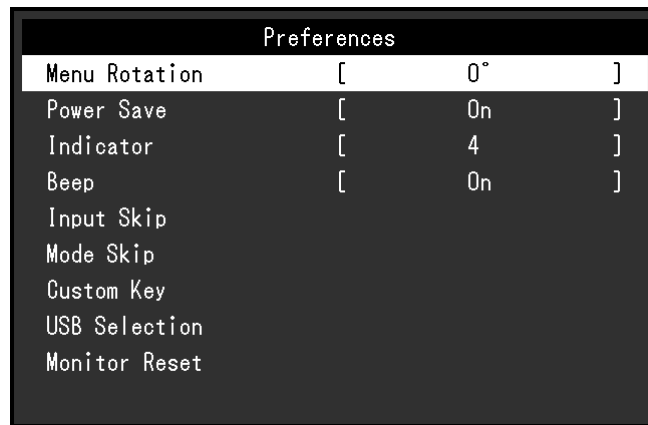 Preferences
Menu Rotation [ 0° ]
Power Save [ On ]
Indicator [ 4 ]
Beep [ On ]
Input Skip
Mode Skip
Custom Key
USB Selection
Monitor Reset